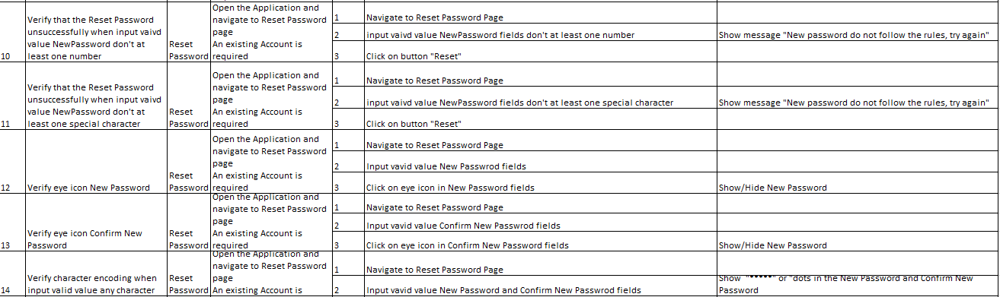 10
Verify that the Reset Password
unsuccessfully when input vaivd
value NewPassword don't at
least one number
Reset
Password
Open the Application and
navigate to Reset Password
page
An existing Account is
required
1
Navigate to Reset Password Page
2
input vaivd value NewPassword fields don't at least one number
Show message "New password do not follow the rules, try again"
3
Click on button "Reset"
11
Verify that the Reset Password
unsuccessfully when input vaivd
value NewPassword don't at
least one special character
Reset
Password
Open the Application and
navigate to Reset Password
page
An existing Account is
required
1
Navigate to Reset Password Page
2
input vaivd value NewPassword fields don't at least one special character
Show message "New password do not follow the rules, try again"
3
Click on button "Reset"
12
Verify eye icon New Password
Reset
Password
Open the Application and
navigate to Reset Password
page
An existing Account is
required
1
Navigate to Reset Password Page
2
Input vavid value New Passwrod fields
3
Click on eye icon in New Password fields
Show/Hide New Password
13
Verify eye icon Confirm New
Password
Reset
Password
Open the Application and
navigate to Reset Password
page
An existing Account is
required
1
Navigate to Reset Password Page
2
Input vavid value Confirm New Passwrod fields
3
Click on eye icon in Confirm New Password fields
Show/Hide New Password
14
Verify character encoding when
input valid value any character
Reset
Password
Open the Application and
navigate to Reset Password
page
An existing Account is
1
Navigate to Reset Password Page
2
Input vavid value New Password and Confirm New Passwrod fields
Show "•••••" or "dots in the New Password and Confirm New
Password